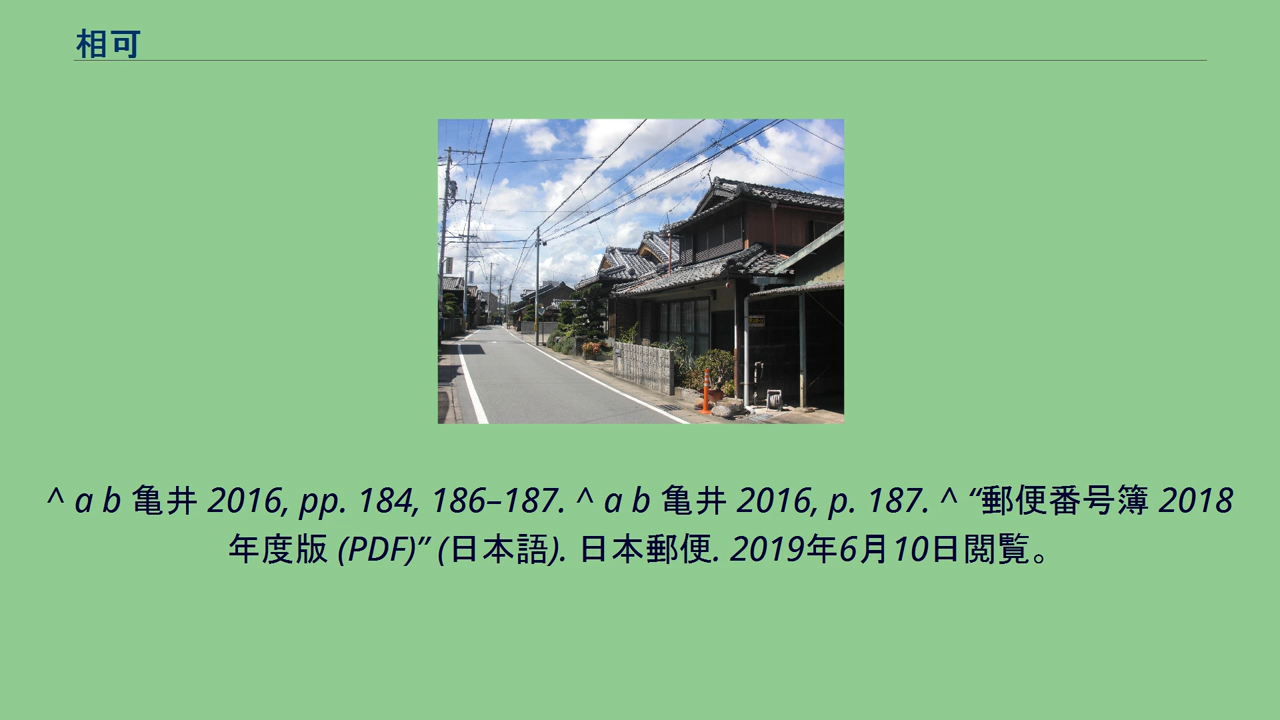 相可
^ a b 亀井 2016, pp. 184, 186–187. ^ a b 亀井 2016, p. 187. ^ “郵便番号簿 2018
年度版 (PDF)” (日本語). 日本郵便. 2019年6月10日閲覧。